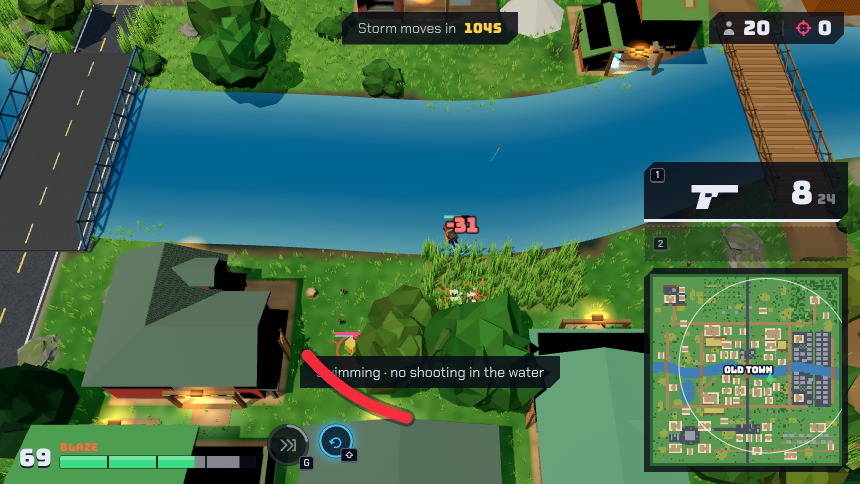 Storm moves in 104S
20 0
1
8 24
-31
2
OLD TOWN
Swimming · no shooting in the water
69 BLAZE
G